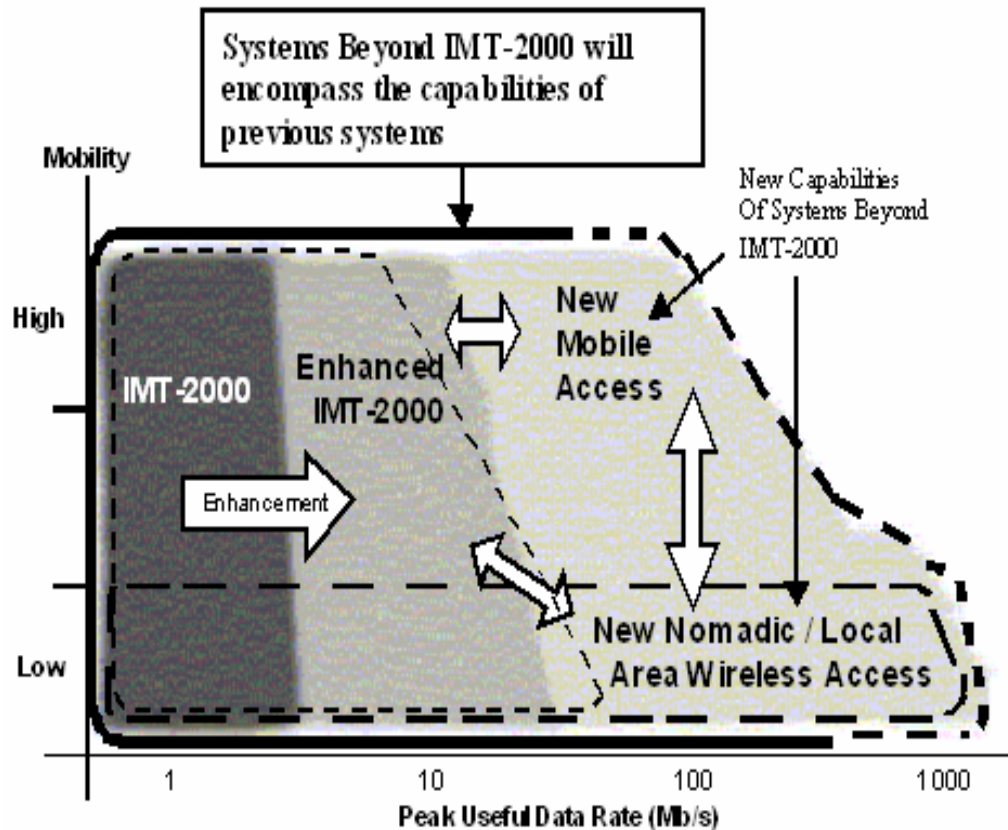 Systems Beyond IMT-2000 will
encompass the capabilities of
previous systems
Mobility
New Capabilities
Of Systems Beyond
IMT-2000
High
New
Mobile
Access
Enhanced
IMT-2000
IMT-2000
Enhancement
New Nomadic / Local
Area Wireless Access
Low
1
10
100
1000
Peak Useful Data Rate (Mb/s)